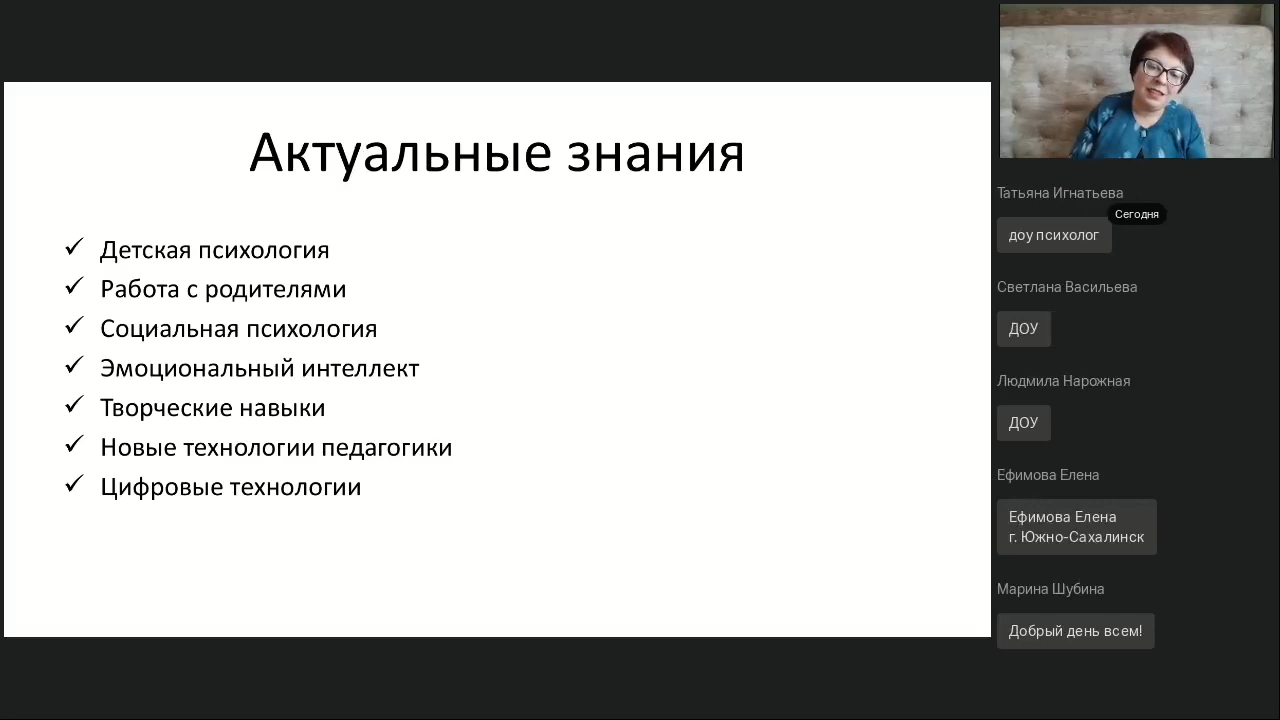 Актуальные знания
Детская психология
Работа с родителями
Социальная психология
Эмоциональный интеллект
Творческие навыки
Новые технологии педагогики
Цифровые технологии
Татьяна Игнатьева
Сегодня
доу психолог
Светлана Васильева
ДОУ
Людмила Нарожная
ДОУ
Ефимова Елена
Ефимова Елена
г. Южно-Сахалинск
Марина Шубина
Добрый день всем!